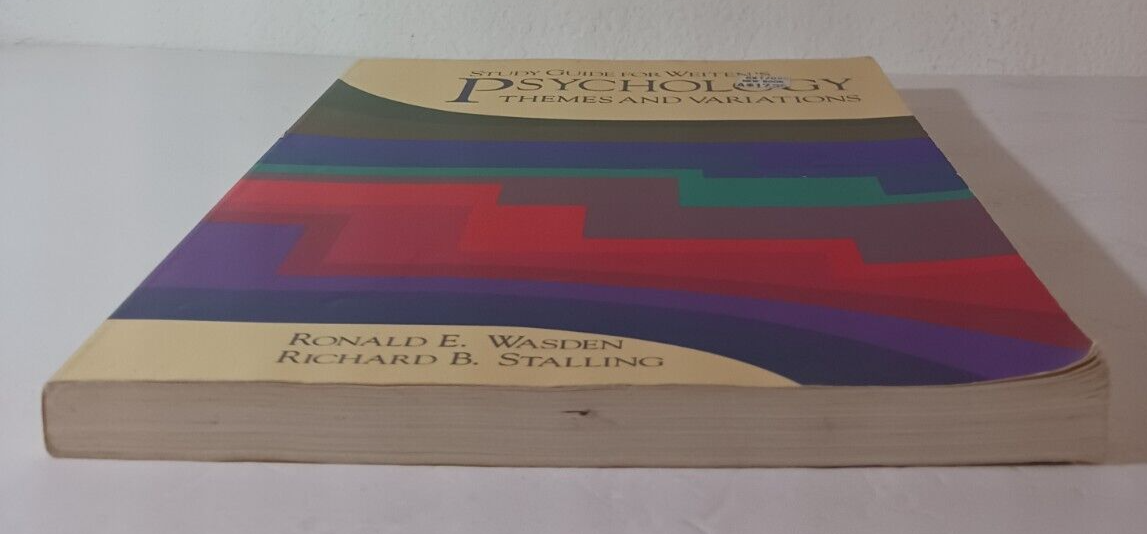 STUDY GUIDE FOR WEITEN'S
PSYCHOLOGY
THEMES AND VARIATIONS
RONALD E. WASDEN
RICHARD B. STALLING